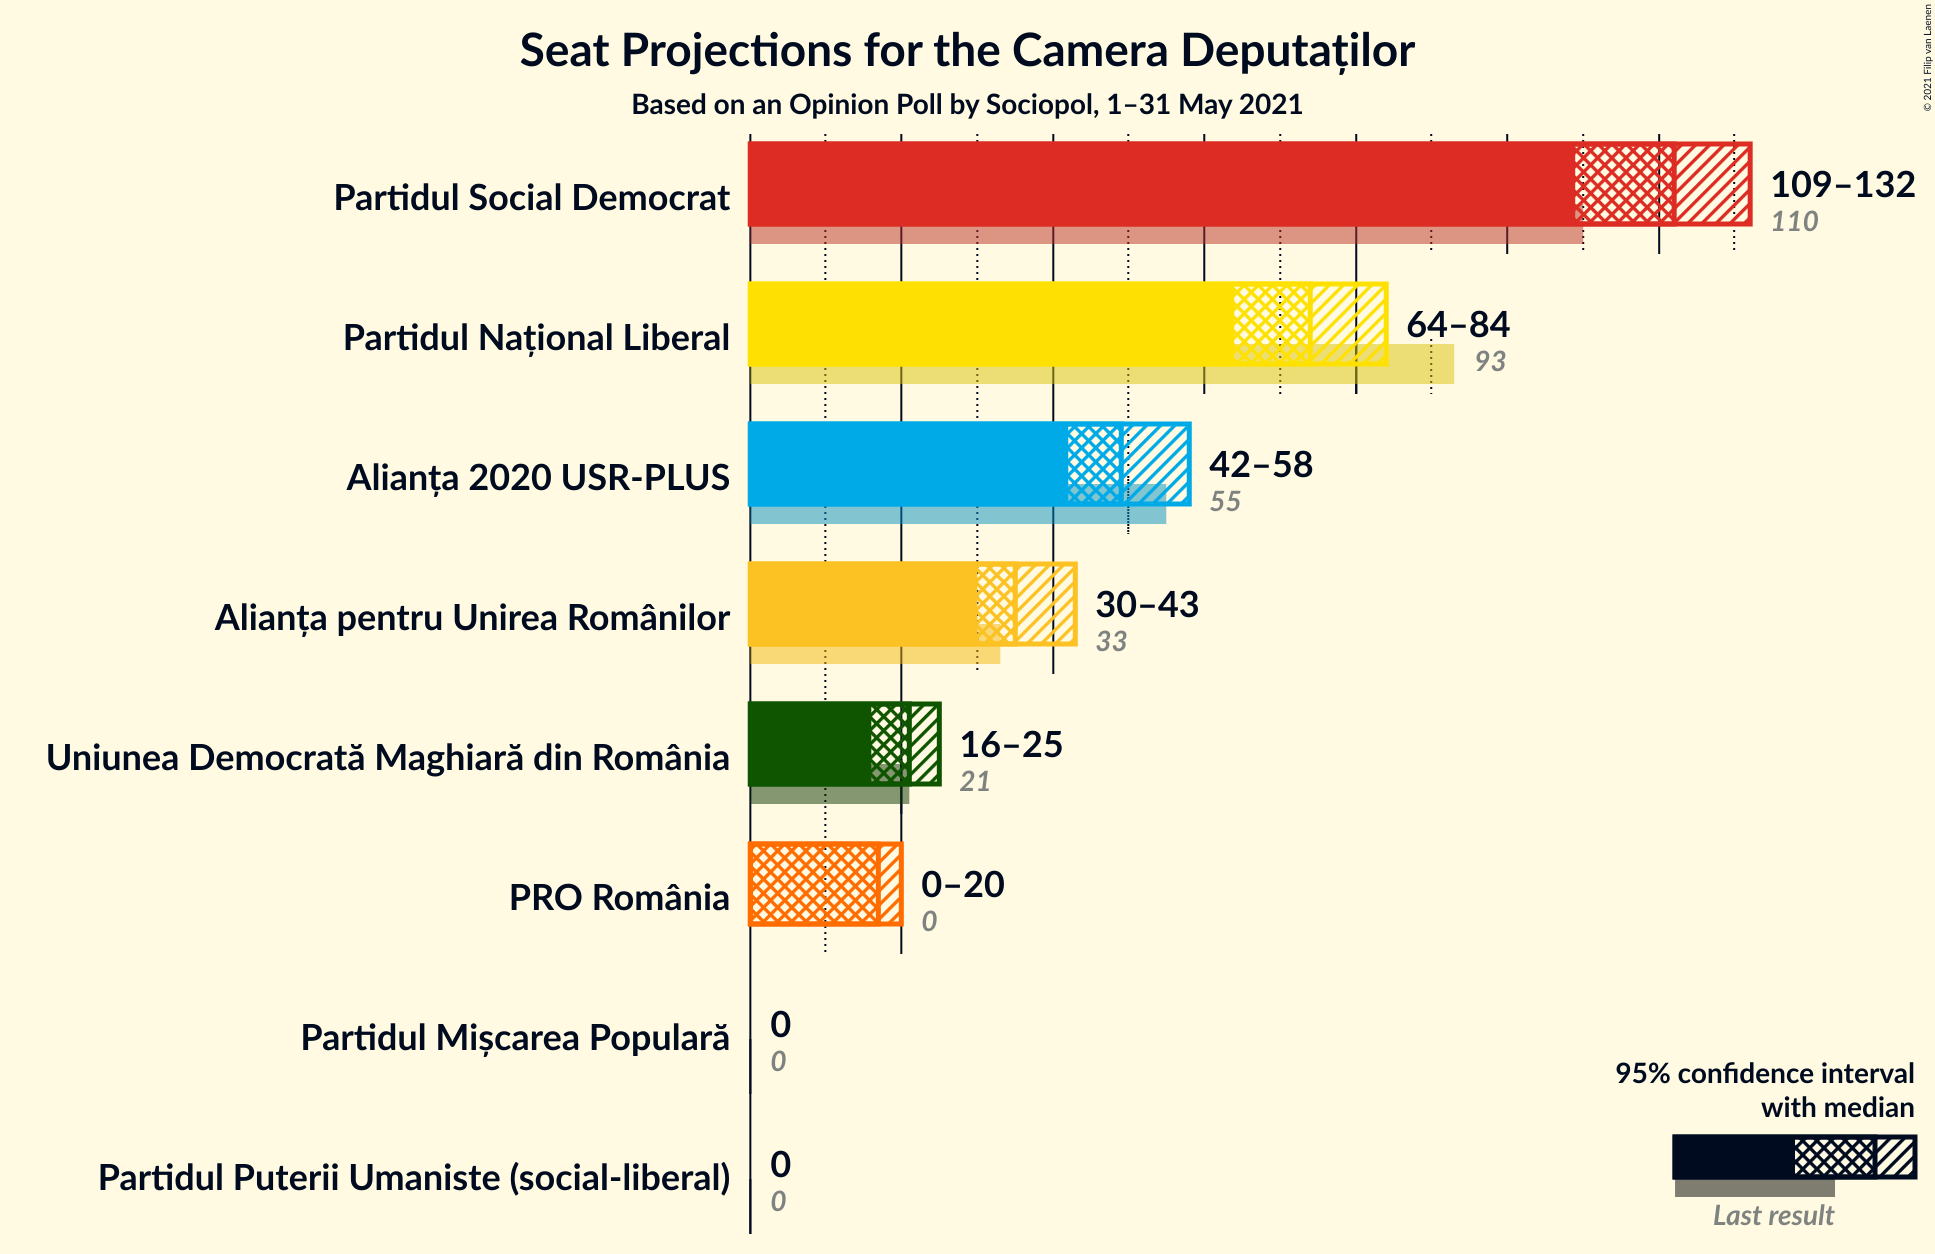 Seat Projections for the Camera Deputaților
Based on an Opinion Poll by Sociopol, 1–31 May 2021
© 2021 Filip van Laenen
Partidul Social Democrat
109–132
110
Partidul Național Liberal
64–84
93
Alianța 2020 USR-PLUS
42–58
55
Alianța pentru Unirea Românilor
30–43
33
Uniunea Democrată Maghiară din România
16–25
21
PRO România
0–20
0
Partidul Mișcarea Populară
0
0
Partidul Puterii Umaniste (social-liberal)
0
0
95% confidence interval
with median
Last result